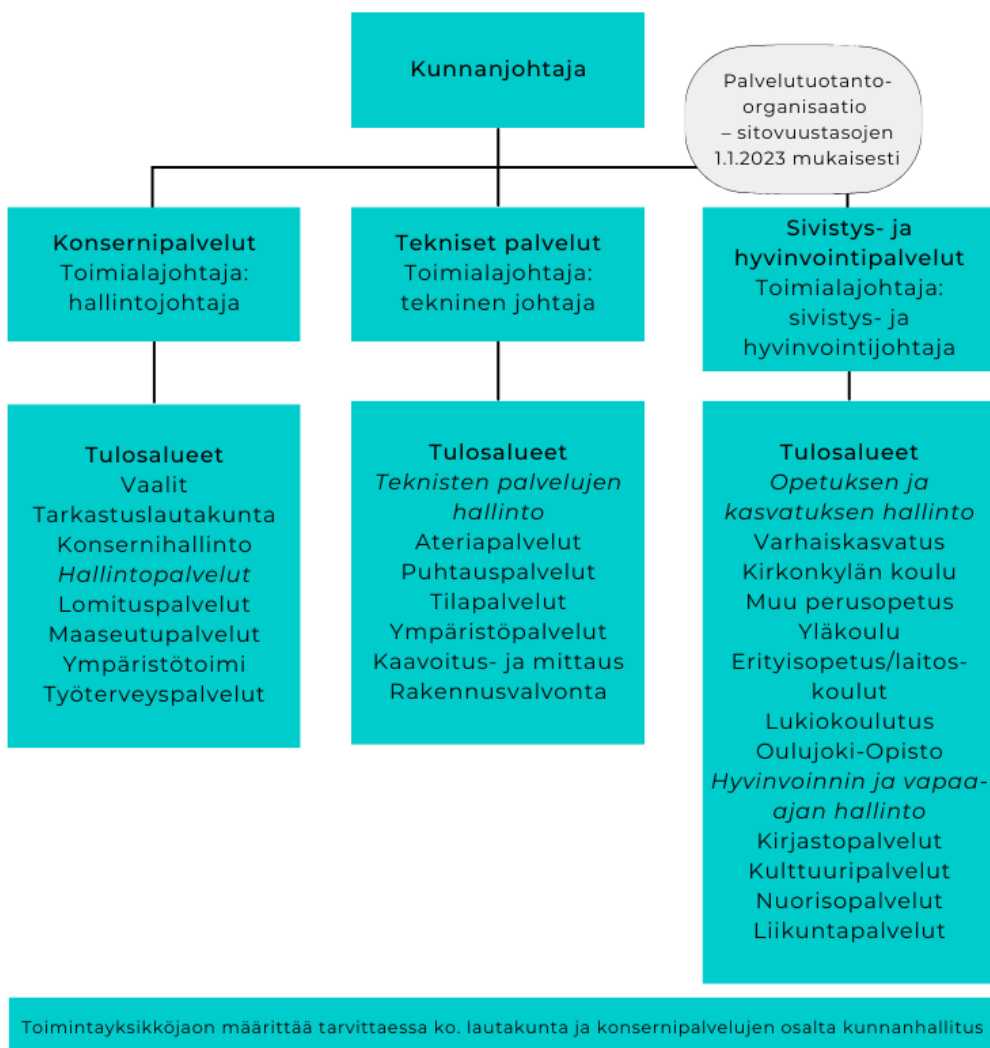 Kunnanjohtaja
Palvelutuotanto-
organisaatio
– sitovuustasojen
1.1.2023 mukaisesti
Konsernipalvelut
Toimialajohtaja:
hallintojohtaja
Tekniset palvelut
Toimialajohtaja:
tekninen johtaja
Sivistys- ja
hyvinvointipalvelut
Toimialajohtaja:
sivistys- ja
hyvinvointijohtaja
Tulosalueet
Vaalit
Tarkastuslautakunta
Konsernihallinto
Hallintopalvelut
Lomituspalvelut
Maaseutupalvelut
Ympäristötoimi
Työterveyspalvelut
Tulosalueet
Teknisten palvelujen
hallinto
Ateriapalvelut
Puhtauspalvelut
Tilapalvelut
Ympäristöpalvelut
Kaavoitus- ja mittaus
Rakennusvalvonta
Tulosalueet
Opetuksen ja
kasvatuksen hallinto
Varhaiskasvatus
Kirkonkylän koulu
Muu perusopetus
Yläkoulu
Erityisopetus/laitos-
koulut
Lukiokoulutus
Oulujoki-Opisto
Hyvinvoinnin ja vapaa-
ajan hallinto
Kirjastopalvelut
Kulttuuripalvelut
Nuorisopalvelut
Liikuntapalvelut
Toimintayksikköjaon määrittää tarvittaessa ko. lautakunta ja konsernipalvelujen osalta kunnanhallitus